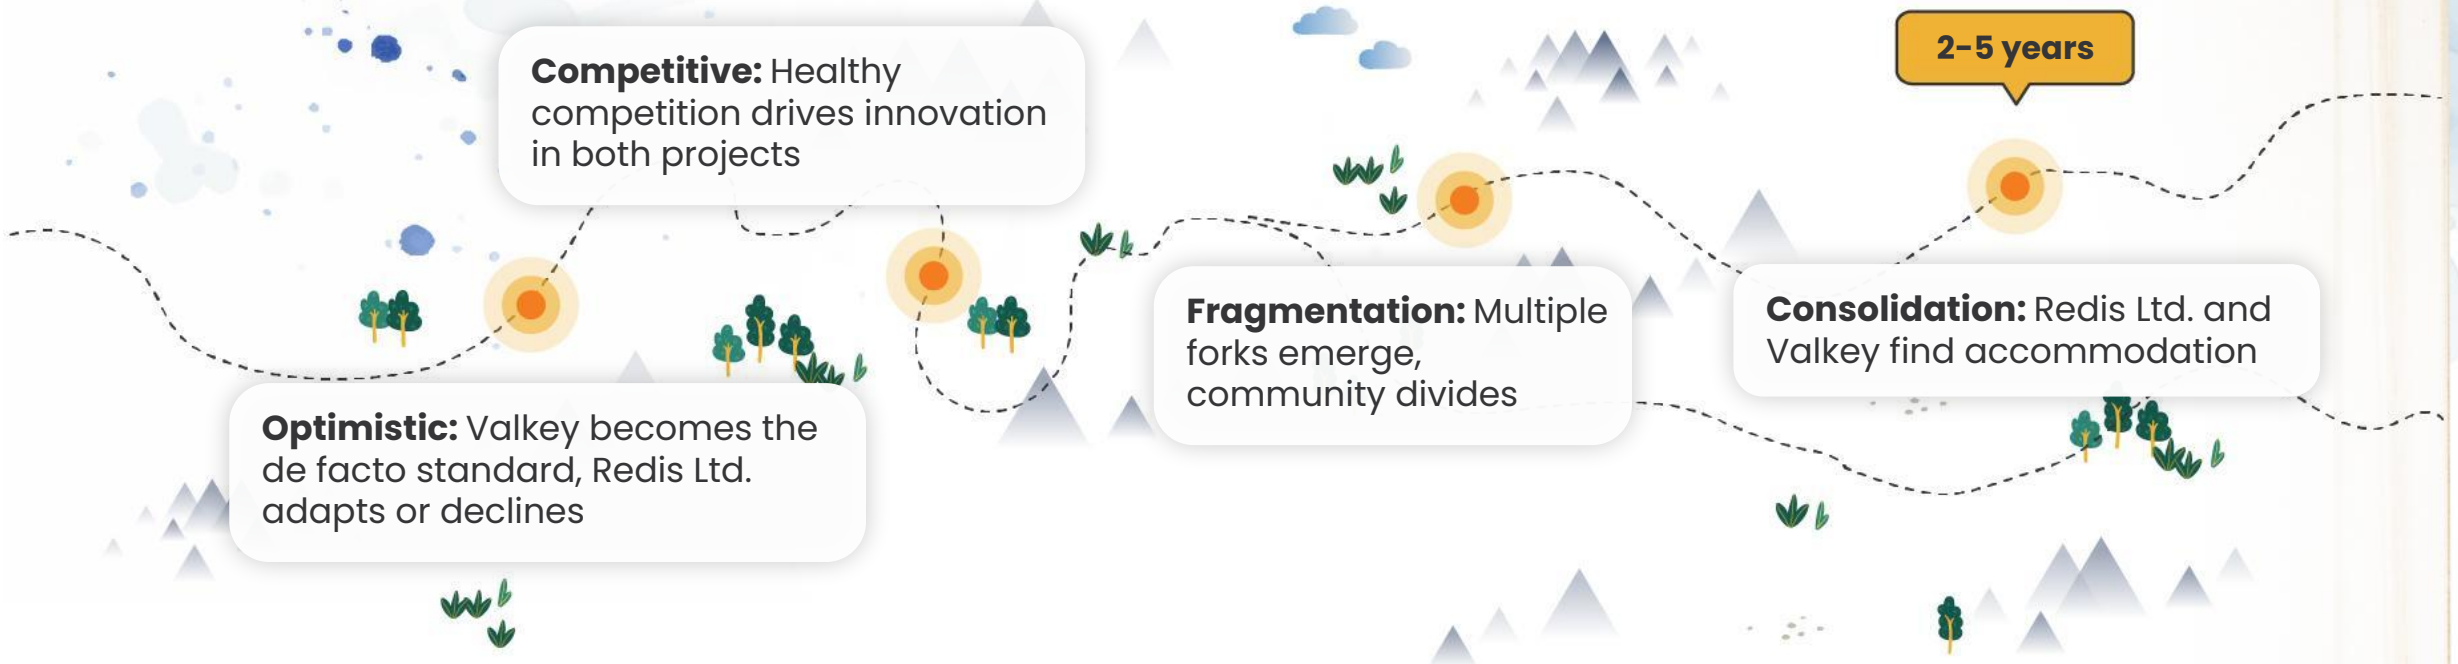 Competitive: Healthy
competition drives innovation
in both projects
2-5 years
Optimistic: Valkey becomes the
de facto standard, Redis Ltd.
adapts or declines
Fragmentation: Multiple
forks emerge,
community divides
Consolidation: Redis Ltd. and
Valkey find accommodation